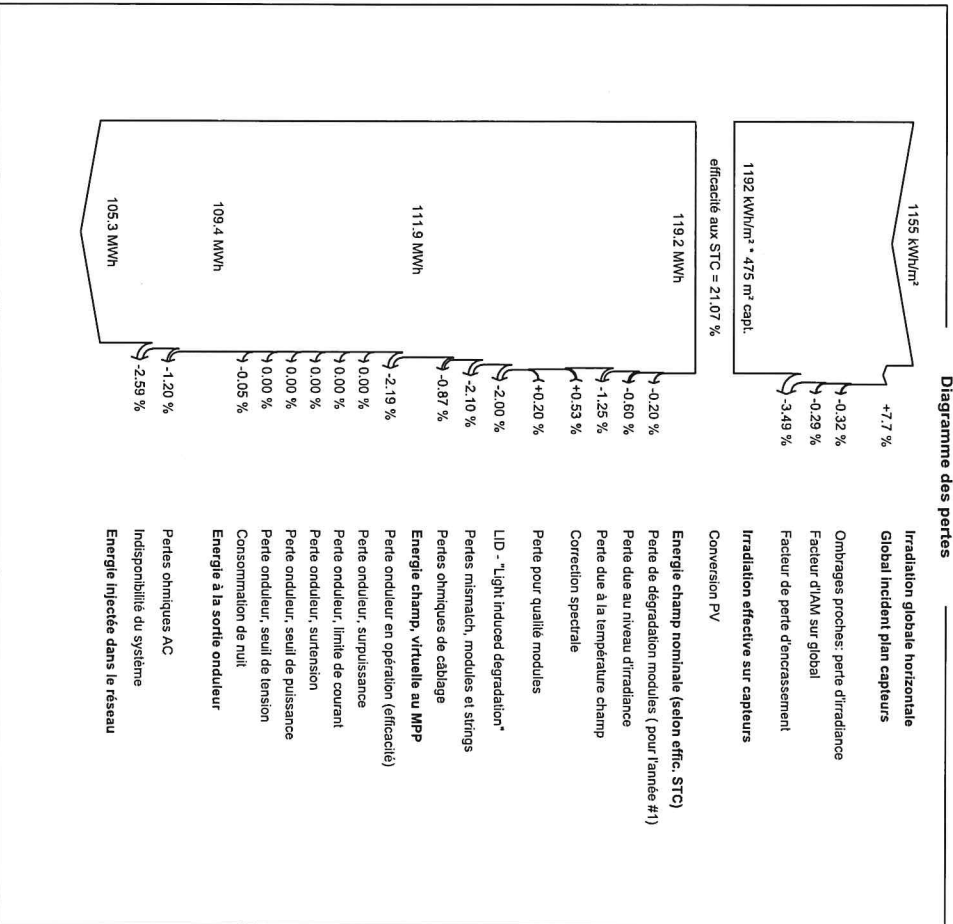 Diagramme des pertes
1155 kWh/m²
Irradiation globale horizontale
+7.7 %
Global incident plan capteurs
-0.32 %
Ombrages proches: perte d'irradiance
-0.29 %
Facteur d'IAM sur global
-3.49 %
Facteur de perte d'encrassement
1192 kWh/m² * 475 m² capt.
Irradiation effective sur capteurs
efficacité aux STC = 21.07 %
Conversion PV
119.2 MWh
Energie champ nominale (selon effic. STC)
-0.20 %
Perte de dégradation modules ( pour l'année #1)
-0.60 %
Perte due au niveau d'irradiance
-1.25 %
Perte due à la température champ
+0.53 %
Correction spectrale
+0.20 %
Perte pour qualité modules
-2.00 %
LID - "Light induced degradation"
-2.10 %
Pertes mismatch, modules et strings
-0.87 %
Pertes ohmiques de câblage
111.9 MWh
Energie champ, virtuelle au MPP
-2.19 %
Perte onduleur en opération (efficacité)
0.00 %
Perte onduleur, surpuissance
0.00 %
Perte onduleur, limite de courant
0.00 %
Perte onduleur, surtension
0.00 %
Perte onduleur, seuil de puissance
0.00 %
Perte onduleur, seuil de tension
-0.05 %
Consommation de nuit
109.4 MWh
Energie à la sortie onduleur
-1.20 %
Pertes ohmiques AC
-2.59 %
Indisponibilité du système
105.3 MWh
Energie injectée dans le réseau